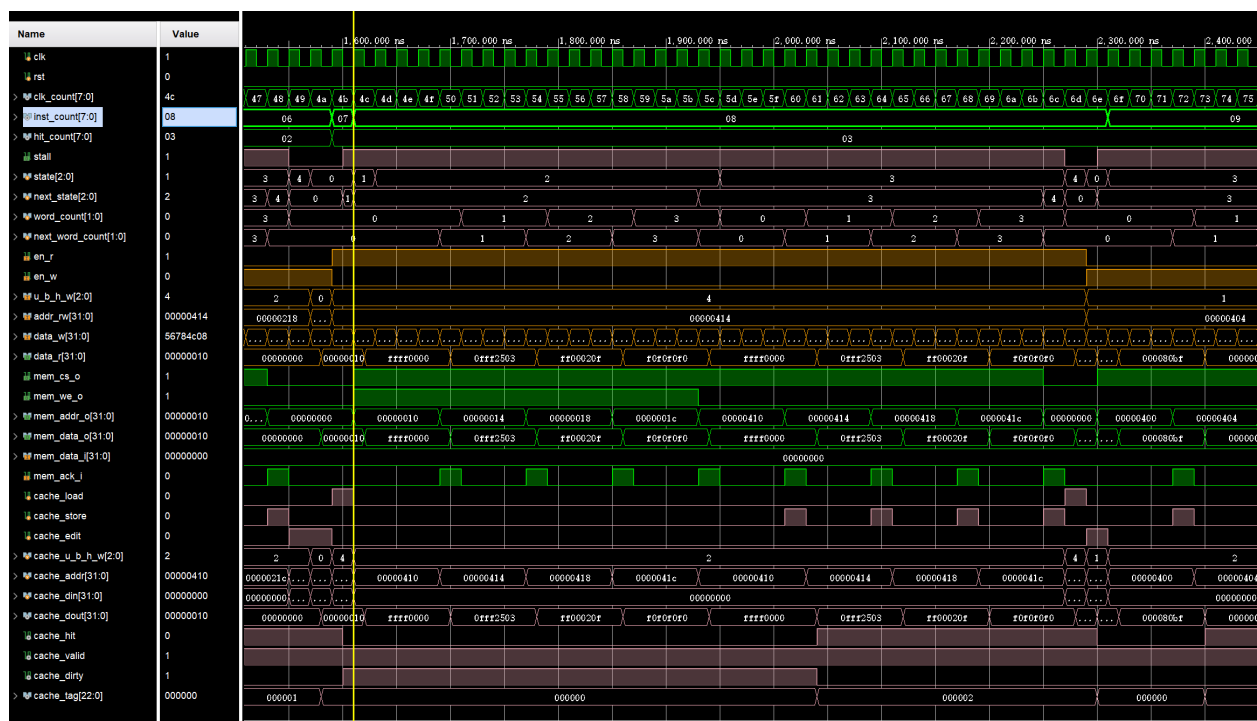 Name Value
1,600.000 ns 1,700.000 ns 1,800.000 ns 1,900.000 ns 2,000.000 ns 2,100.000 ns 2,200.000 ns 2,300.000 ns 2,400.000
clk 1
rst 0
clk_count[7:0] 4c 47 48 49 4a 4b 4c 4d 4e 4f 50 51 52 53 54 55 56 57 58 59 5a 5b 5c 5d 5e 5f 60 61 62 63 64 65 66 67 68 69 6a 6b 6c 6d 6e 6f 70 71 72 73 74 75
inst_count[7:0] 08 06 07 08 09
hit_count[7:0] 03 02 03
stall 1
state[2:0] 1 3 4 0 1 2 3 4 0 3
next_state[2:0] 2 3 4 0 1 2 3 4 0 3
word_count[1:0] 0 3 0 1 2 3 0 1 2 3 0 1
next_word_count[1:0] 0 3 0 1 2 3 0 1 2 3 0 1
en_r 1
en_w 0
u_b_h_w[2:0] 4 2 0 4 1
addr_rw[31:0] 00000414 00000218 ... 00000414 00000404
data_w[31:0] 56784c08 ... ... ... ... ... ... ... ... ... ... ... ... ... ... ... ... ... ... ... ... ... ... ... ... ... ... ... ... ... ... ... ... ... ... ... ... ... ... ... ... ... ... ... ... ... ... ...
data_r[31:0] 00000010 00000000 00000010 ffff0000 0fff2503 ff00020f f0f0f0f0 ffff0000 0fff2503 ff00020f f0f0f0f0 ... ... 000080bf 000000
mem_cs_o 1
mem_we_o 1
mem_addr_o[31:0] 00000010 0... 00000000 00000010 00000014 00000018 0000001c 00000410 00000414 00000418 0000041c 00000000 00000400 00000404
mem_data_o[31:0] 00000010 00000000 00000010 ffff0000 0fff2503 ff00020f f0f0f0f0 ffff0000 0fff2503 ff00020f f0f0f0f0 ... ... 000080bf 000000
mem_data_i[31:0] 00000000 00000000
mem_ack_i 0
cache_load 0
cache_store 0
cache_edit 0
cache_u_b_h_w[2:0] 2 2 0 4 2 4 1 2
cache_addr[31:0] 00000410 0000021c ... ... ... 00000410 00000414 00000418 0000041c 00000410 00000414 00000418 0000041c ... ... 00000400 00000404
cache_din[31:0] 00000000 00000000 ... ... ... 00000000 ... ... 00000000
cache_dout[31:0] 00000010 00000000 00000010 ffff0000 0fff2503 ff00020f f0f0f0f0 ffff0000 0fff2503 ff00020f f0f0f0f0 ... ... 000080bf 000000
cache_hit 0
cache_valid 1
cache_dirty 1
cache_tag[22:0] 000000 000001 000000 000002 000000